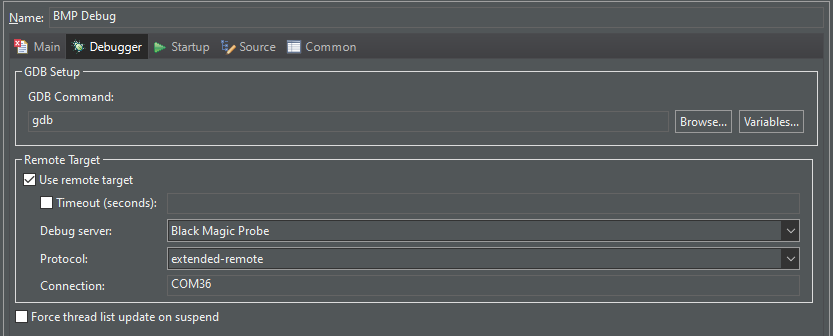 Name: BMP Debug
Main Debugger Startup Source Common
GDB Setup
GDB Command:
gdb Browse... Variables...
Remote Target
Use remote target
Timeout (seconds):
Debug server: Black Magic Probe
Protocol: extended-remote
Connection: COM36
Force thread list update on suspend